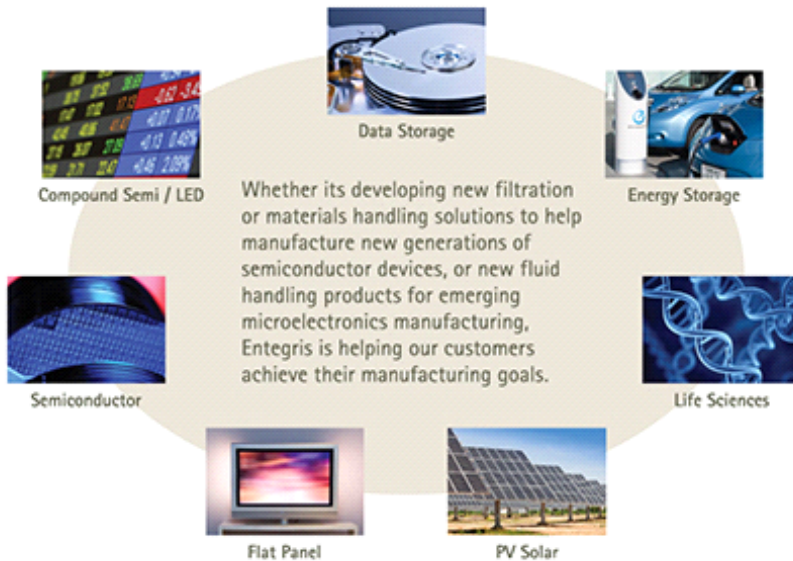 Data Storage
Compound Semi / LED
Energy Storage
Whether its developing new filtration
or materials handling solutions to help
manufacture new generations of
semiconductor devices, or new fluid
handling products for emerging
microelectronics manufacturing,
Entegris is helping our customers
achieve their manufacturing goals.
Semiconductor
Life Sciences
Flat Panel
PV Solar